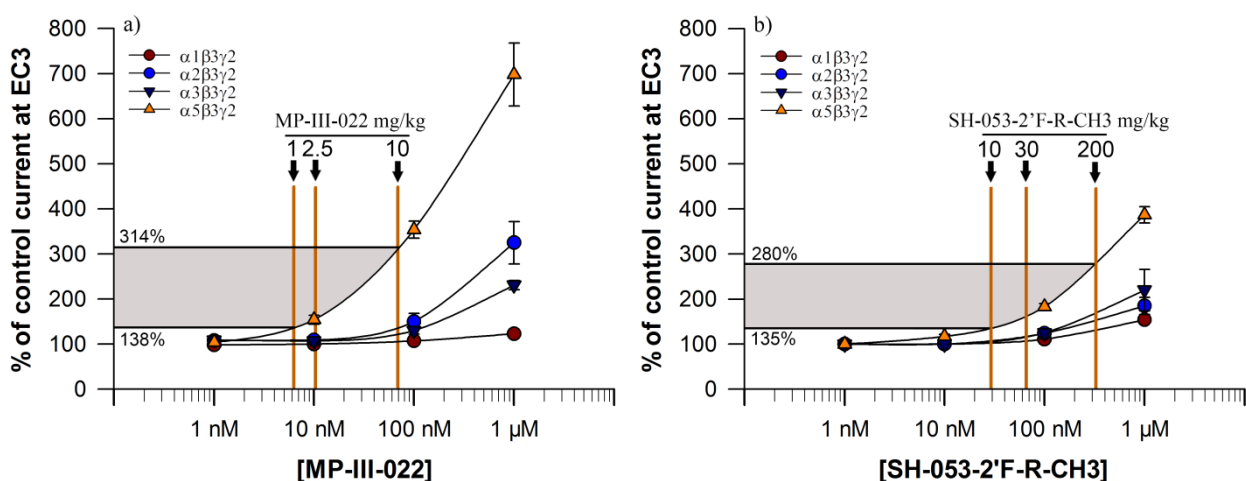 a)
% of control current at EC3
800
700
600
500
400
300
200
100
0
α1β3γ2
α2β3γ2
α3β3γ2
α5β3γ2
MP-III-022 mg/kg
1 2.5 10
314%
138%
1 nM 10 nM 100 nM 1 µM
[MP-III-022]
b)
% of control current at EC3
800
700
600
500
400
300
200
100
0
α1β3γ2
α2β3γ2
α3β3γ2
α5β3γ2
SH-053-2'F-R-CH3 mg/kg
10 30 200
280%
135%
1 nM 10 nM 100 nM 1 µM
[SH-053-2'F-R-CH3]